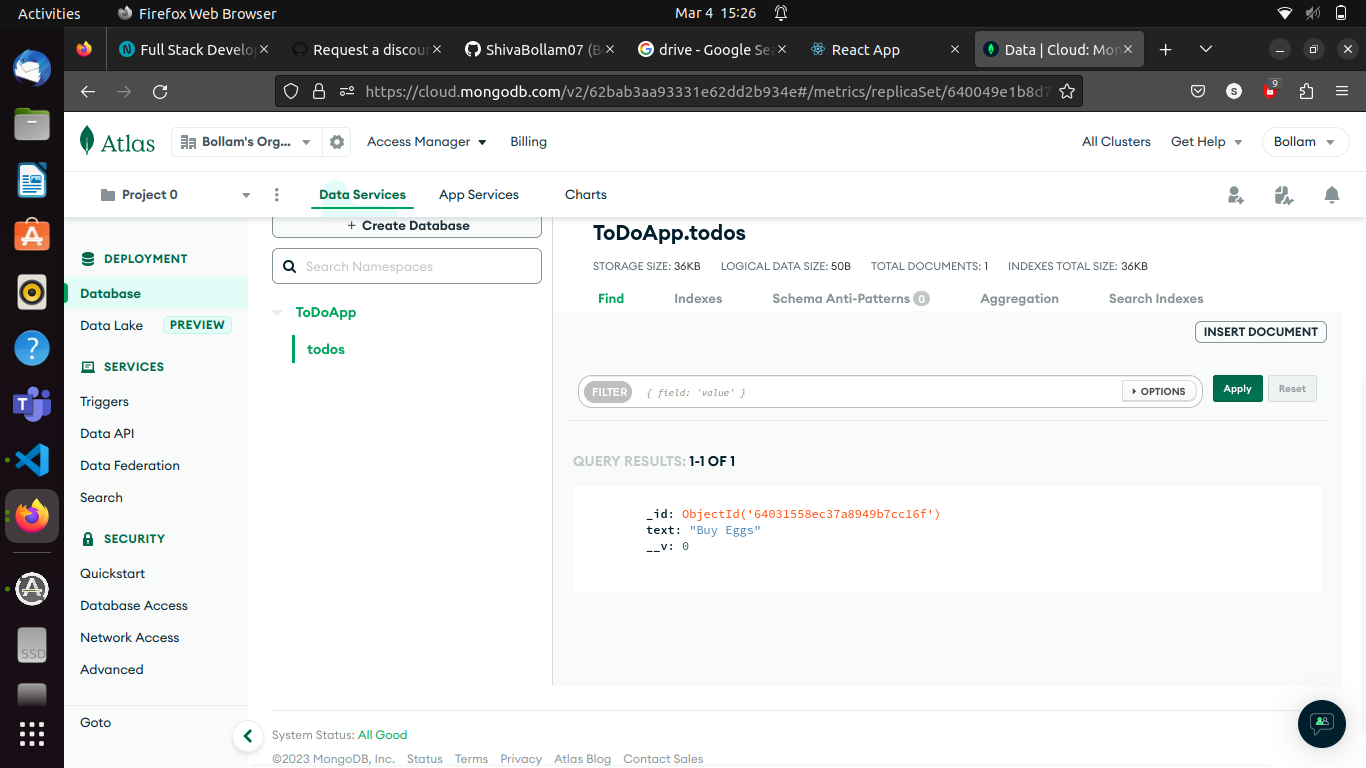 Activities Firefox Web Browser Mar 4 15:26
Full Stack Develop Request a discour ShivaBollam07 (B drive - Google Sea React App Data | Cloud: Mon
https://cloud.mongodb.com/v2/62bab3aa93331e62dd2b934e#/metrics/replicaSet/640049e1b8d7 S 9
Atlas Bollam's Org... Access Manager Billing All Clusters Get Help Bollam
Project 0 Data Services App Services Charts
DEPLOYMENT
Database
Data Lake PREVIEW
SERVICES
Triggers
Data API
Data Federation
Search
SECURITY
Quickstart
Database Access
Network Access
Advanced
Goto
+ Create Database
Search Namespaces
ToDoApp
todos
ToDoApp.todos
STORAGE SIZE: 36KB LOGICAL DATA SIZE: 50B TOTAL DOCUMENTS: 1 INDEXES TOTAL SIZE: 36KB
Find Indexes Schema Anti-Patterns 0 Aggregation Search Indexes
INSERT DOCUMENT
FILTER { field: 'value' } OPTIONS Apply Reset
QUERY RESULTS: 1-1 OF 1
_id: ObjectId('64031558ec37a8949b7cc16f')
text: "Buy Eggs"
__v: 0
System Status: All Good
©2023 MongoDB, Inc. Status Terms Privacy Atlas Blog Contact Sales
SSD